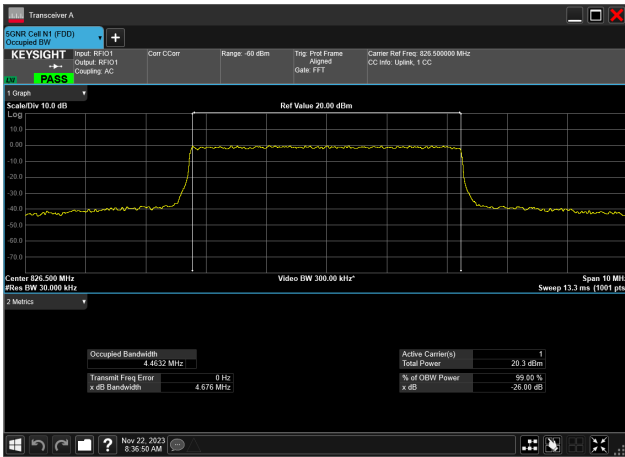 Transceiver A
5GNR Cell N1 (FDD)
Occupied BW
KEYSIGHT
PASS
Input: RFIO1
Output: RFIO1
Coupling: AC
Corr CCorr
Range: -60 dBm
Trig: Prot Frame
Aligned
Gate: FFT
Carrier Ref Freq: 826.500000 MHz
CC Info: Uplink, 1 CC
1 Graph
Scale/Div 10.0 dB
Ref Value 20.00 dBm
Log
10.0
0.00
-10.0
-20.0
-30.0
-40.0
-50.0
-60.0
-70.0
Center 826.500 MHz
#Res BW 30.000 kHz
Video BW 300.00 kHz*
Span 10 MHz
Sweep 13.3 ms (1001 pts)
2 Metrics
Occupied Bandwidth
4.4632 MHz
Transmit Freq Error 0 Hz
x dB Bandwidth 4.676 MHz
Active Carrier(s) 1
Total Power 20.3 dBm
% of OBW Power 99.00 %
x dB -26.00 dB
Nov 22, 2023
8:36:50 AM